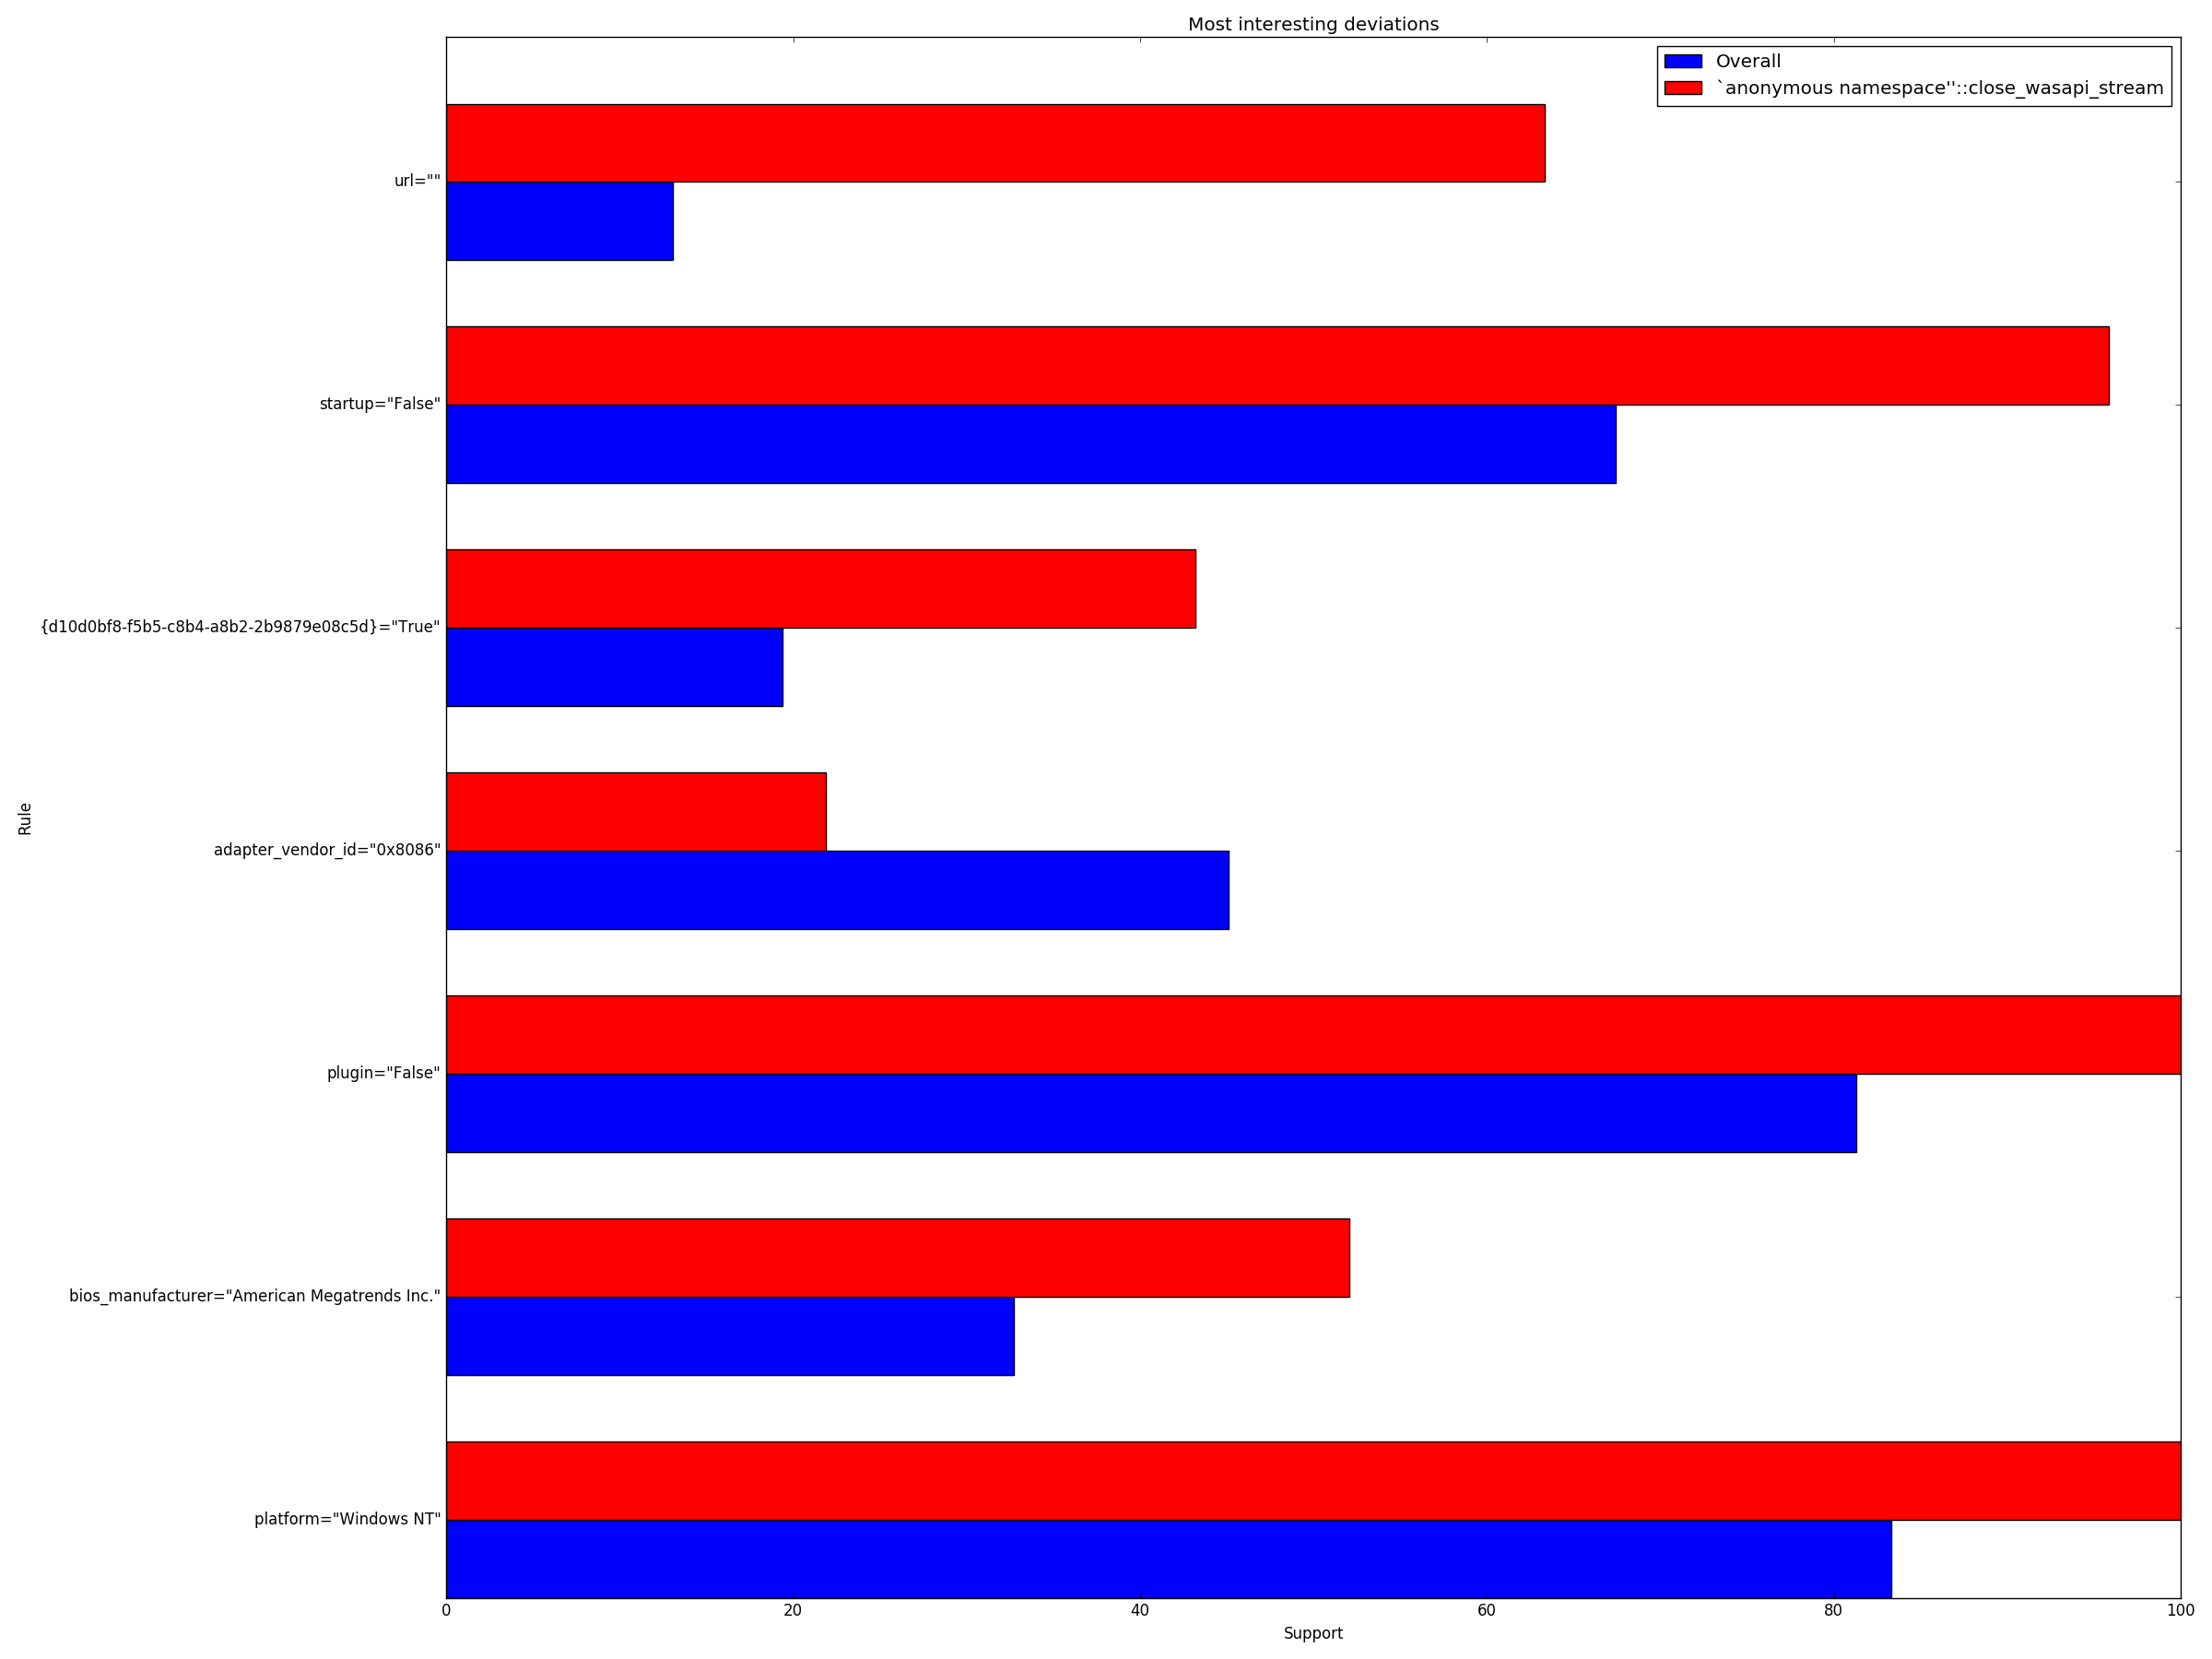 Most interesting deviations
Overall
`anonymous namespace''::close_wasapi_stream
url=""
startup="False"
{d10d0bf8-f5b5-c8b4-a8b2-2b9879e08c5d}="True"
adapter_vendor_id="0x8086"
plugin="False"
bios_manufacturer="American Megatrends Inc."
platform="Windows NT"
Rule
0 20 40 60 80 100
Support